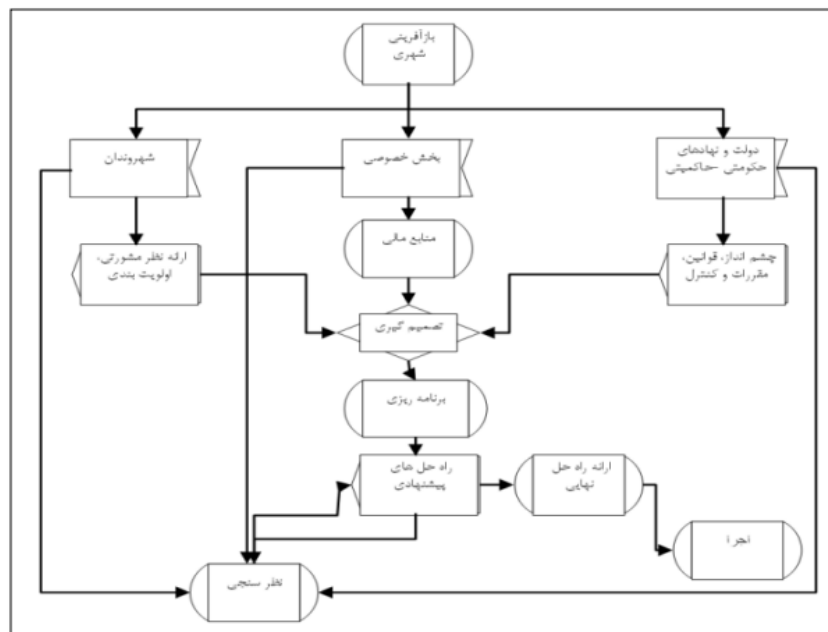 بازآفرینی
شهری
دولت و نهادهای
حکومتی -حاکمیتی
بخش خصوصی
شهروندان
چشم انداز، قوانین،
مقررات و کنترل
منابع مالی
ارائه نظر مشورتی،
اولویت بندی
تصمیم گیری
برنامه ریزی
راه حل های
پیشنهادی
ارائه راه حل
نهایی
اجرا
نظر سنجی